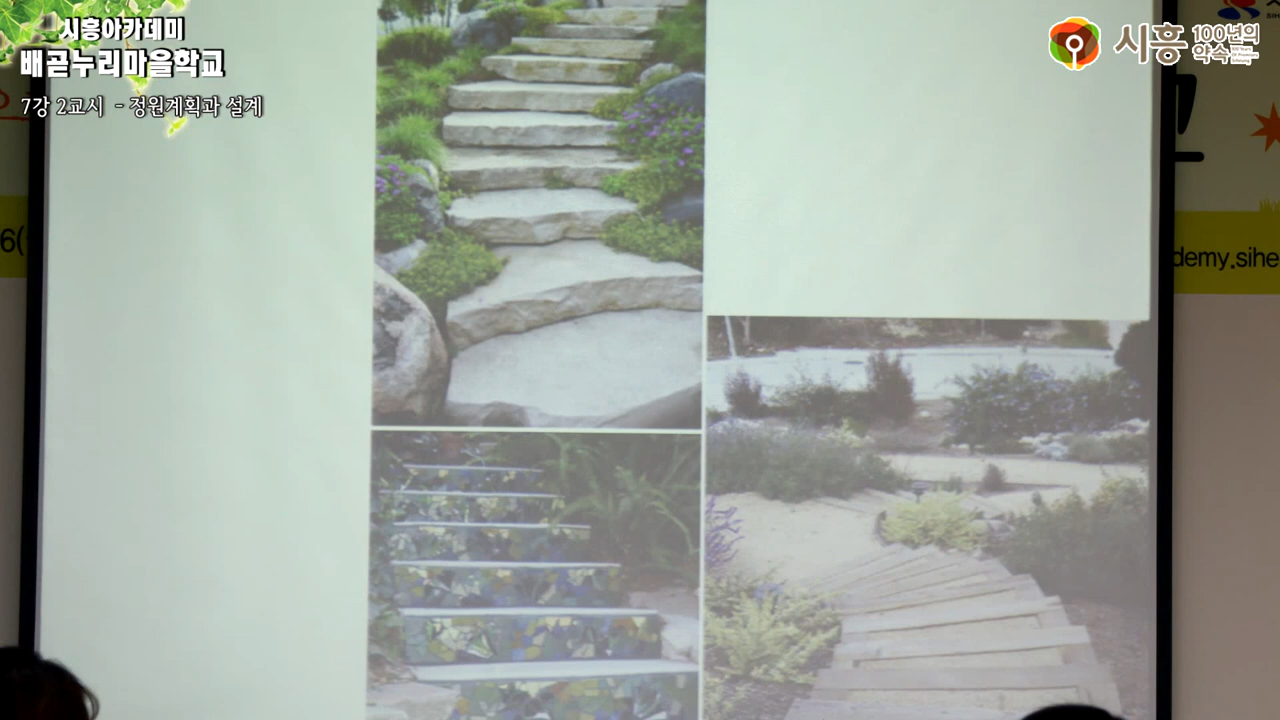 시흥아카데미
배곧누리마을학교
7강 2교시 - 정원계획과 설계
시흥 100년의
약속
6(
demy.sihe